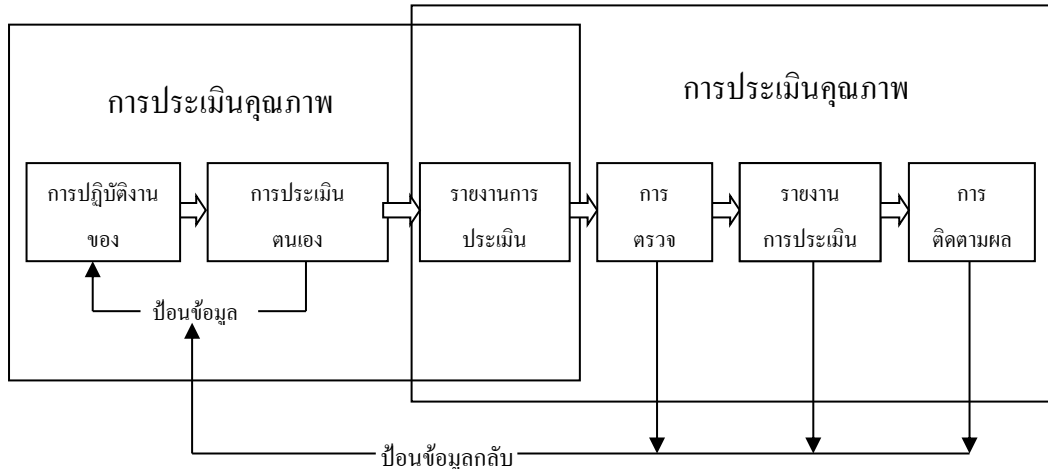 การประเมินคุณภาพ
การประเมินคุณภาพ
การปฏิบัติงาน
ของ
การประเมิน
ตนเอง
รายงานการ
ประเมิน
การ
ตรวจ
รายงาน
การประเมิน
การ
ติดตามผล
ป้อนข้อมูล
ป้อนข้อมูลกลับ